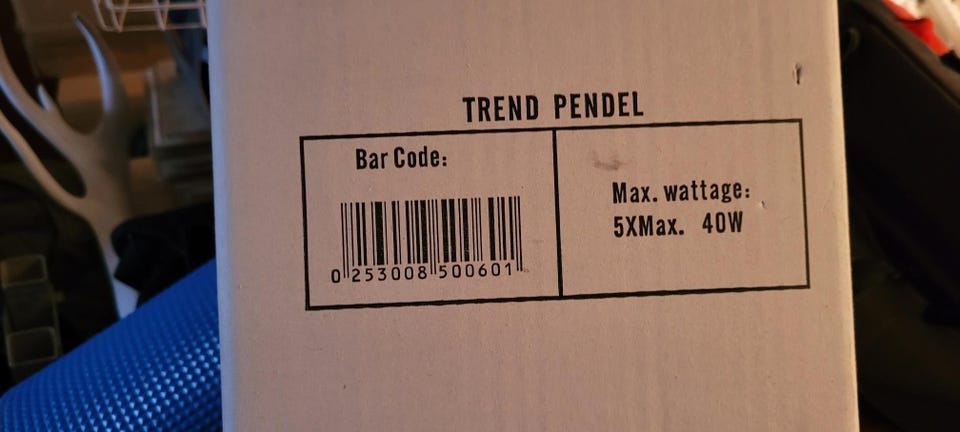 TREND PENDEL
Bar Code:
0 253008 500601
Max. wattage:
5XMax. 40W